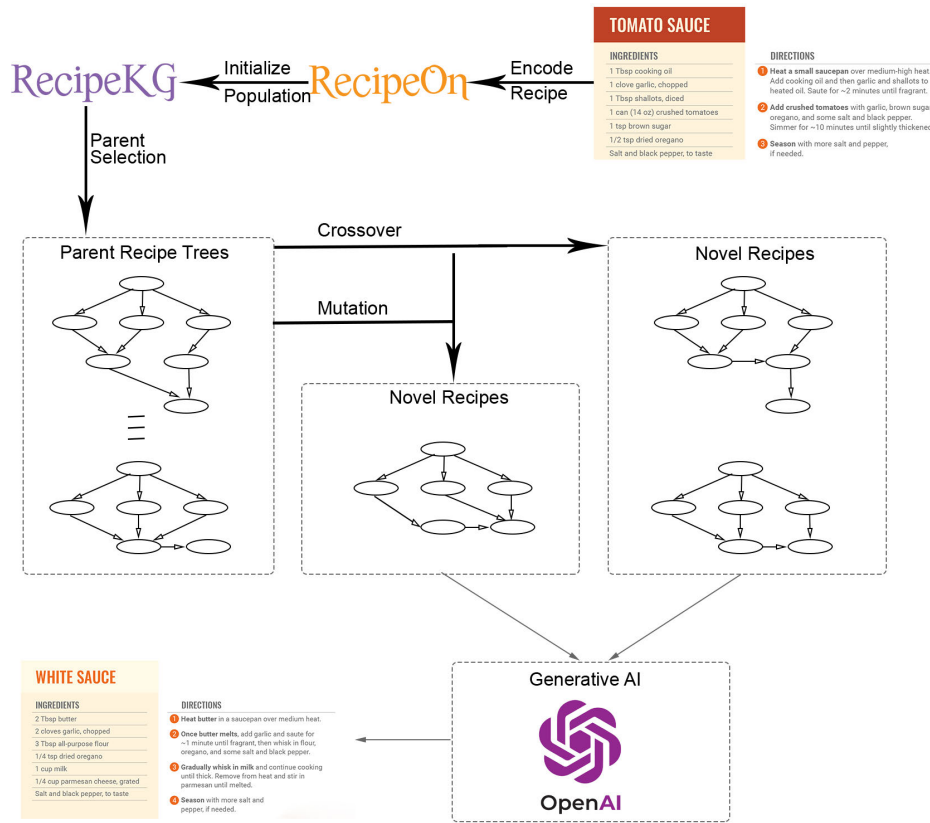 TOMATO SAUCE
INGREDIENTS
1 Tbsp cooking oil
1 clove garlic, chopped
1 Tbsp shallots, diced
1 can (14 oz) crushed tomatoes
1 tsp brown sugar
1/2 tsp dried oregano
Salt and black pepper, to taste
DIRECTIONS
1 Heat a small saucepan over medium-high heat
Add cooking oil and then garlic and shallots to
heated oil. Saute for ~2 minutes until fragrant.
2 Add crushed tomatoes with garlic, brown suga
oregano, and some salt and black pepper.
Simmer for ~10 minutes until slightly thickene
3 Season with more salt and pepper,
if needed.
Encode
Recipe
RecipeOn
Initialize
Population
RecipeKG
Parent
Selection
Parent Recipe Trees
Crossover
Mutation
Novel Recipes
Novel Recipes
Generative AI
OpenAI
WHITE SAUCE
INGREDIENTS
2 Tbsp butter
2 cloves garlic, chopped
3 Tbsp all-purpose flour
1/4 tsp dried oregano
1 cup milk
1/4 cup parmesan cheese, grated
Salt and black pepper, to taste
DIRECTIONS
1 Heat butter in a saucepan over medium heat.
2 Once butter melts, add garlic and saute for
~1 minute until fragrant, then whisk in flour,
oregano, and some salt and black pepper.
3 Gradually whisk in milk and continue cooking
until thick. Remove from heat and stir in
parmesan until melted.
4 Season with more salt and
pepper, if needed.